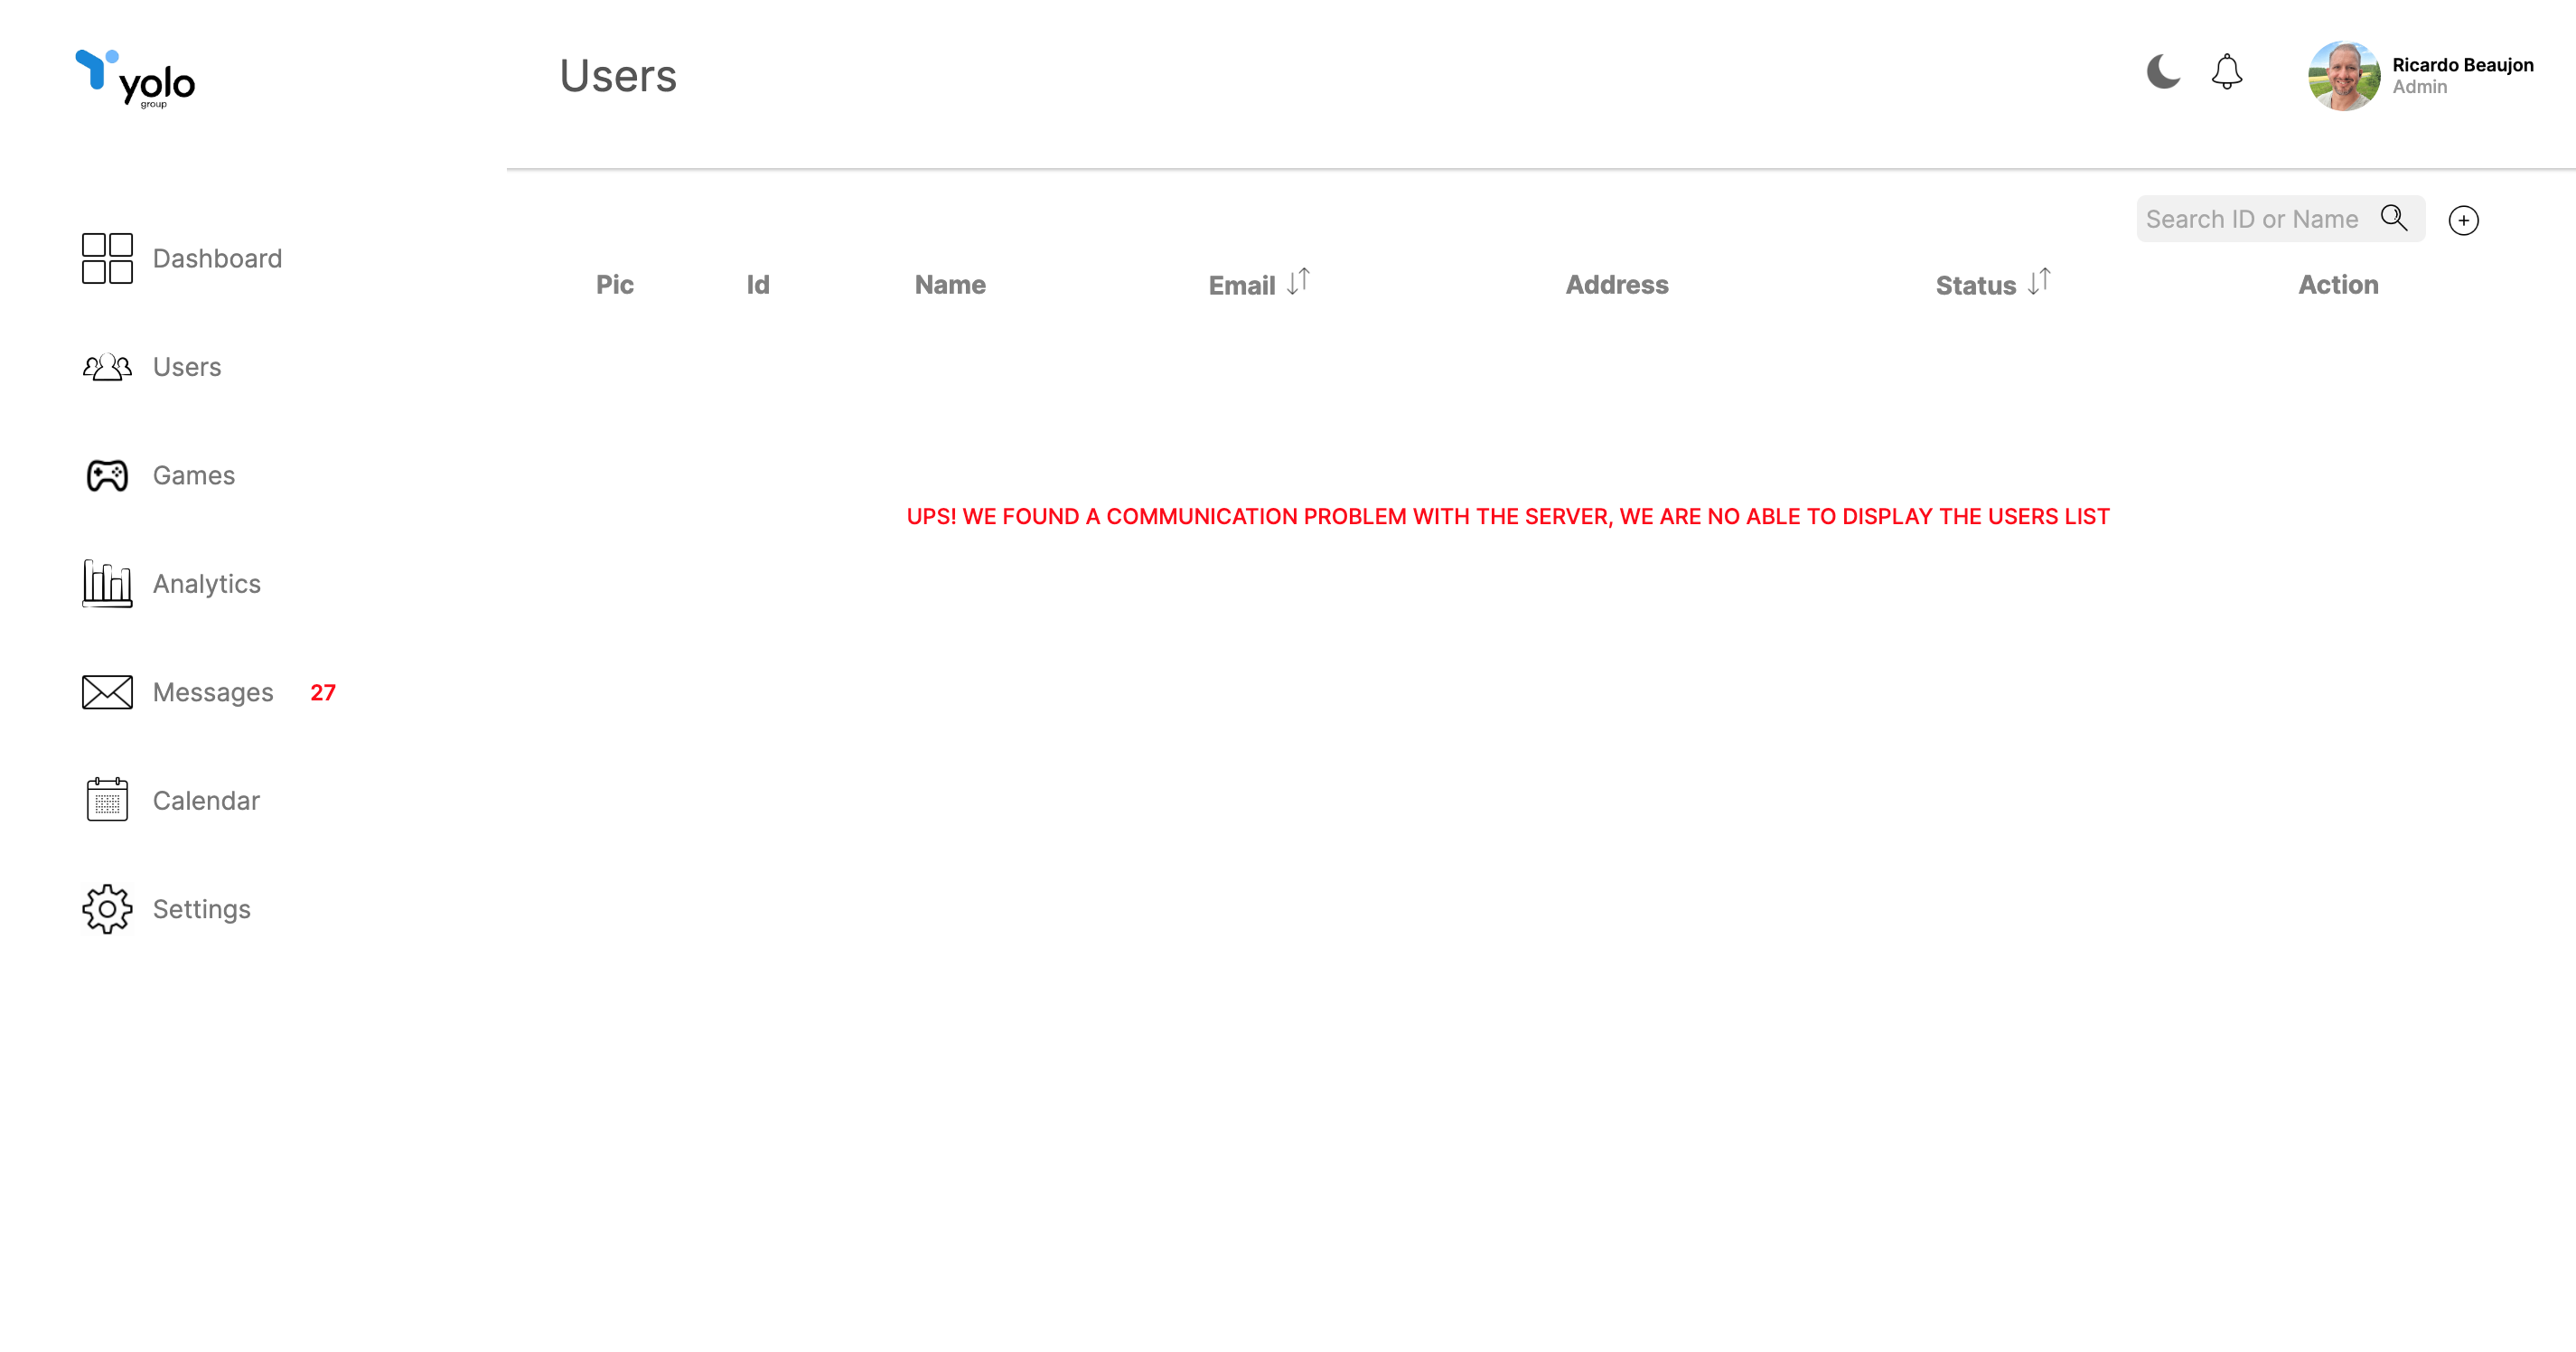 yolo
group
Users
Ricardo Beaujon
Admin
Search ID or Name
Pic Id Name Email Address Status Action
Dashboard
Users
Games
UPS! WE FOUND A COMMUNICATION PROBLEM WITH THE SERVER, WE ARE NO ABLE TO DISPLAY THE USERS LIST
Analytics
Messages 27
Calendar
Settings